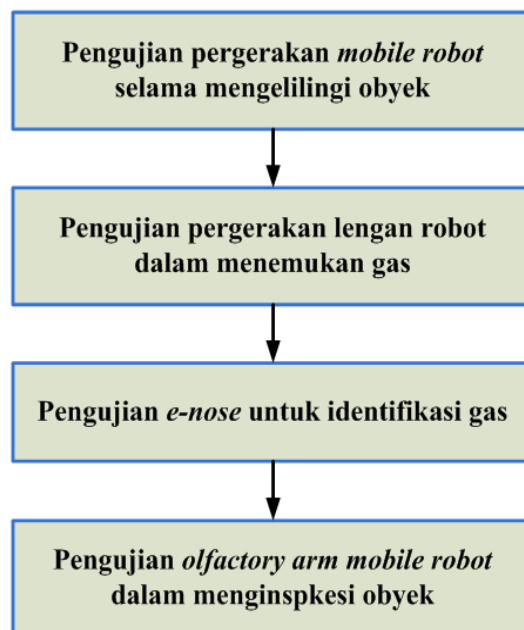 Pengujian pergerakan mobile robot
selama mengelilingi obyek
Pengujian pergerakan lengan robot
dalam menemukan gas
Pengujian e-nose untuk identifikasi gas
Pengujian olfactory arm mobile robot
dalam menginspkesi obyek